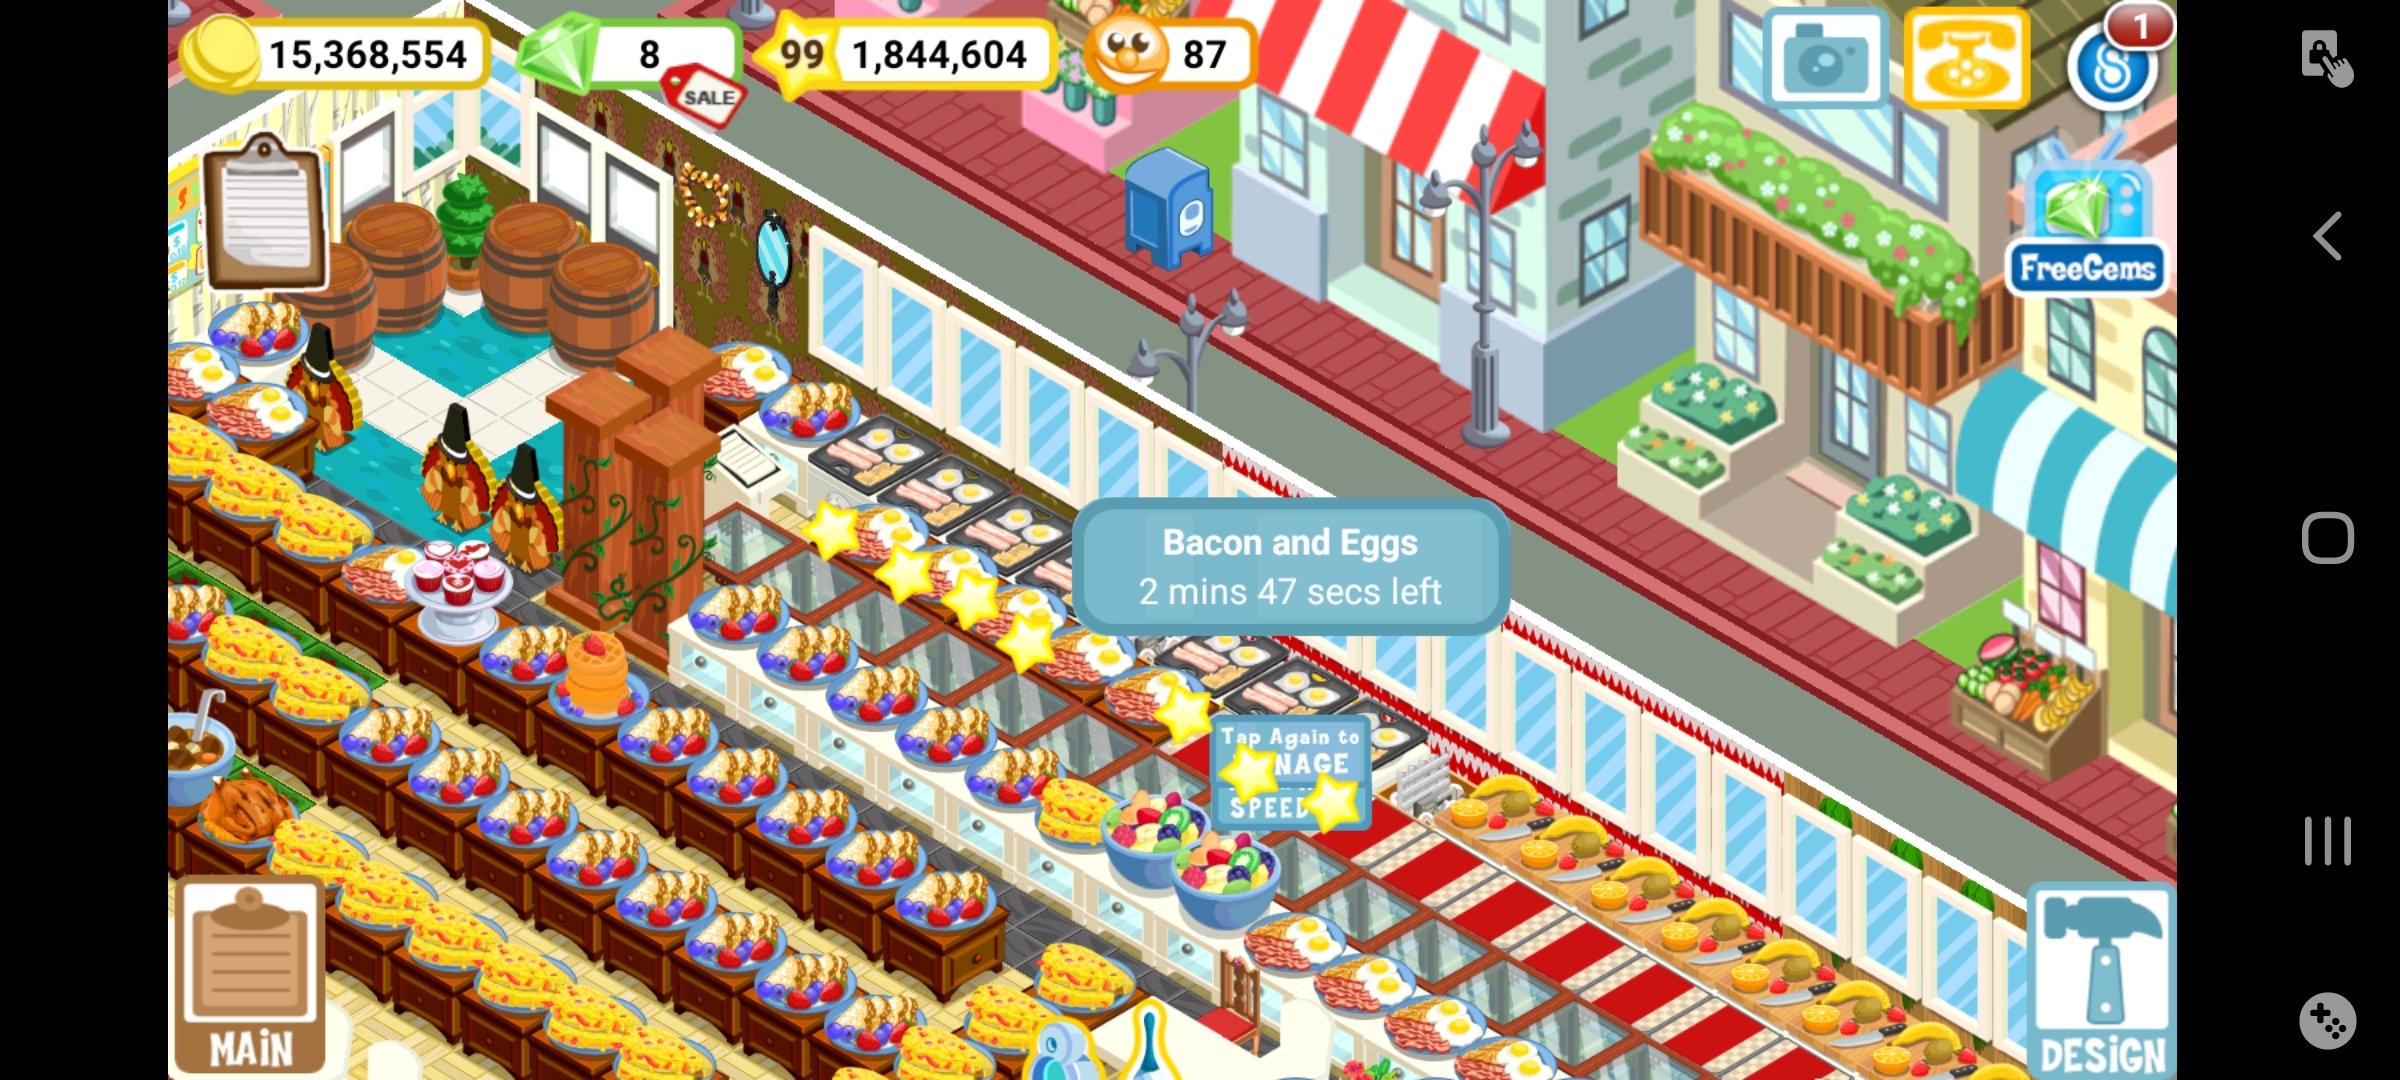 15,368,554
8
SALE
99
1,844,604
87
1
FreeGems
Bacon and Eggs
2 mins 47 secs left
Tap Again to
NAGE
SPEED
MAiN
DESiGN